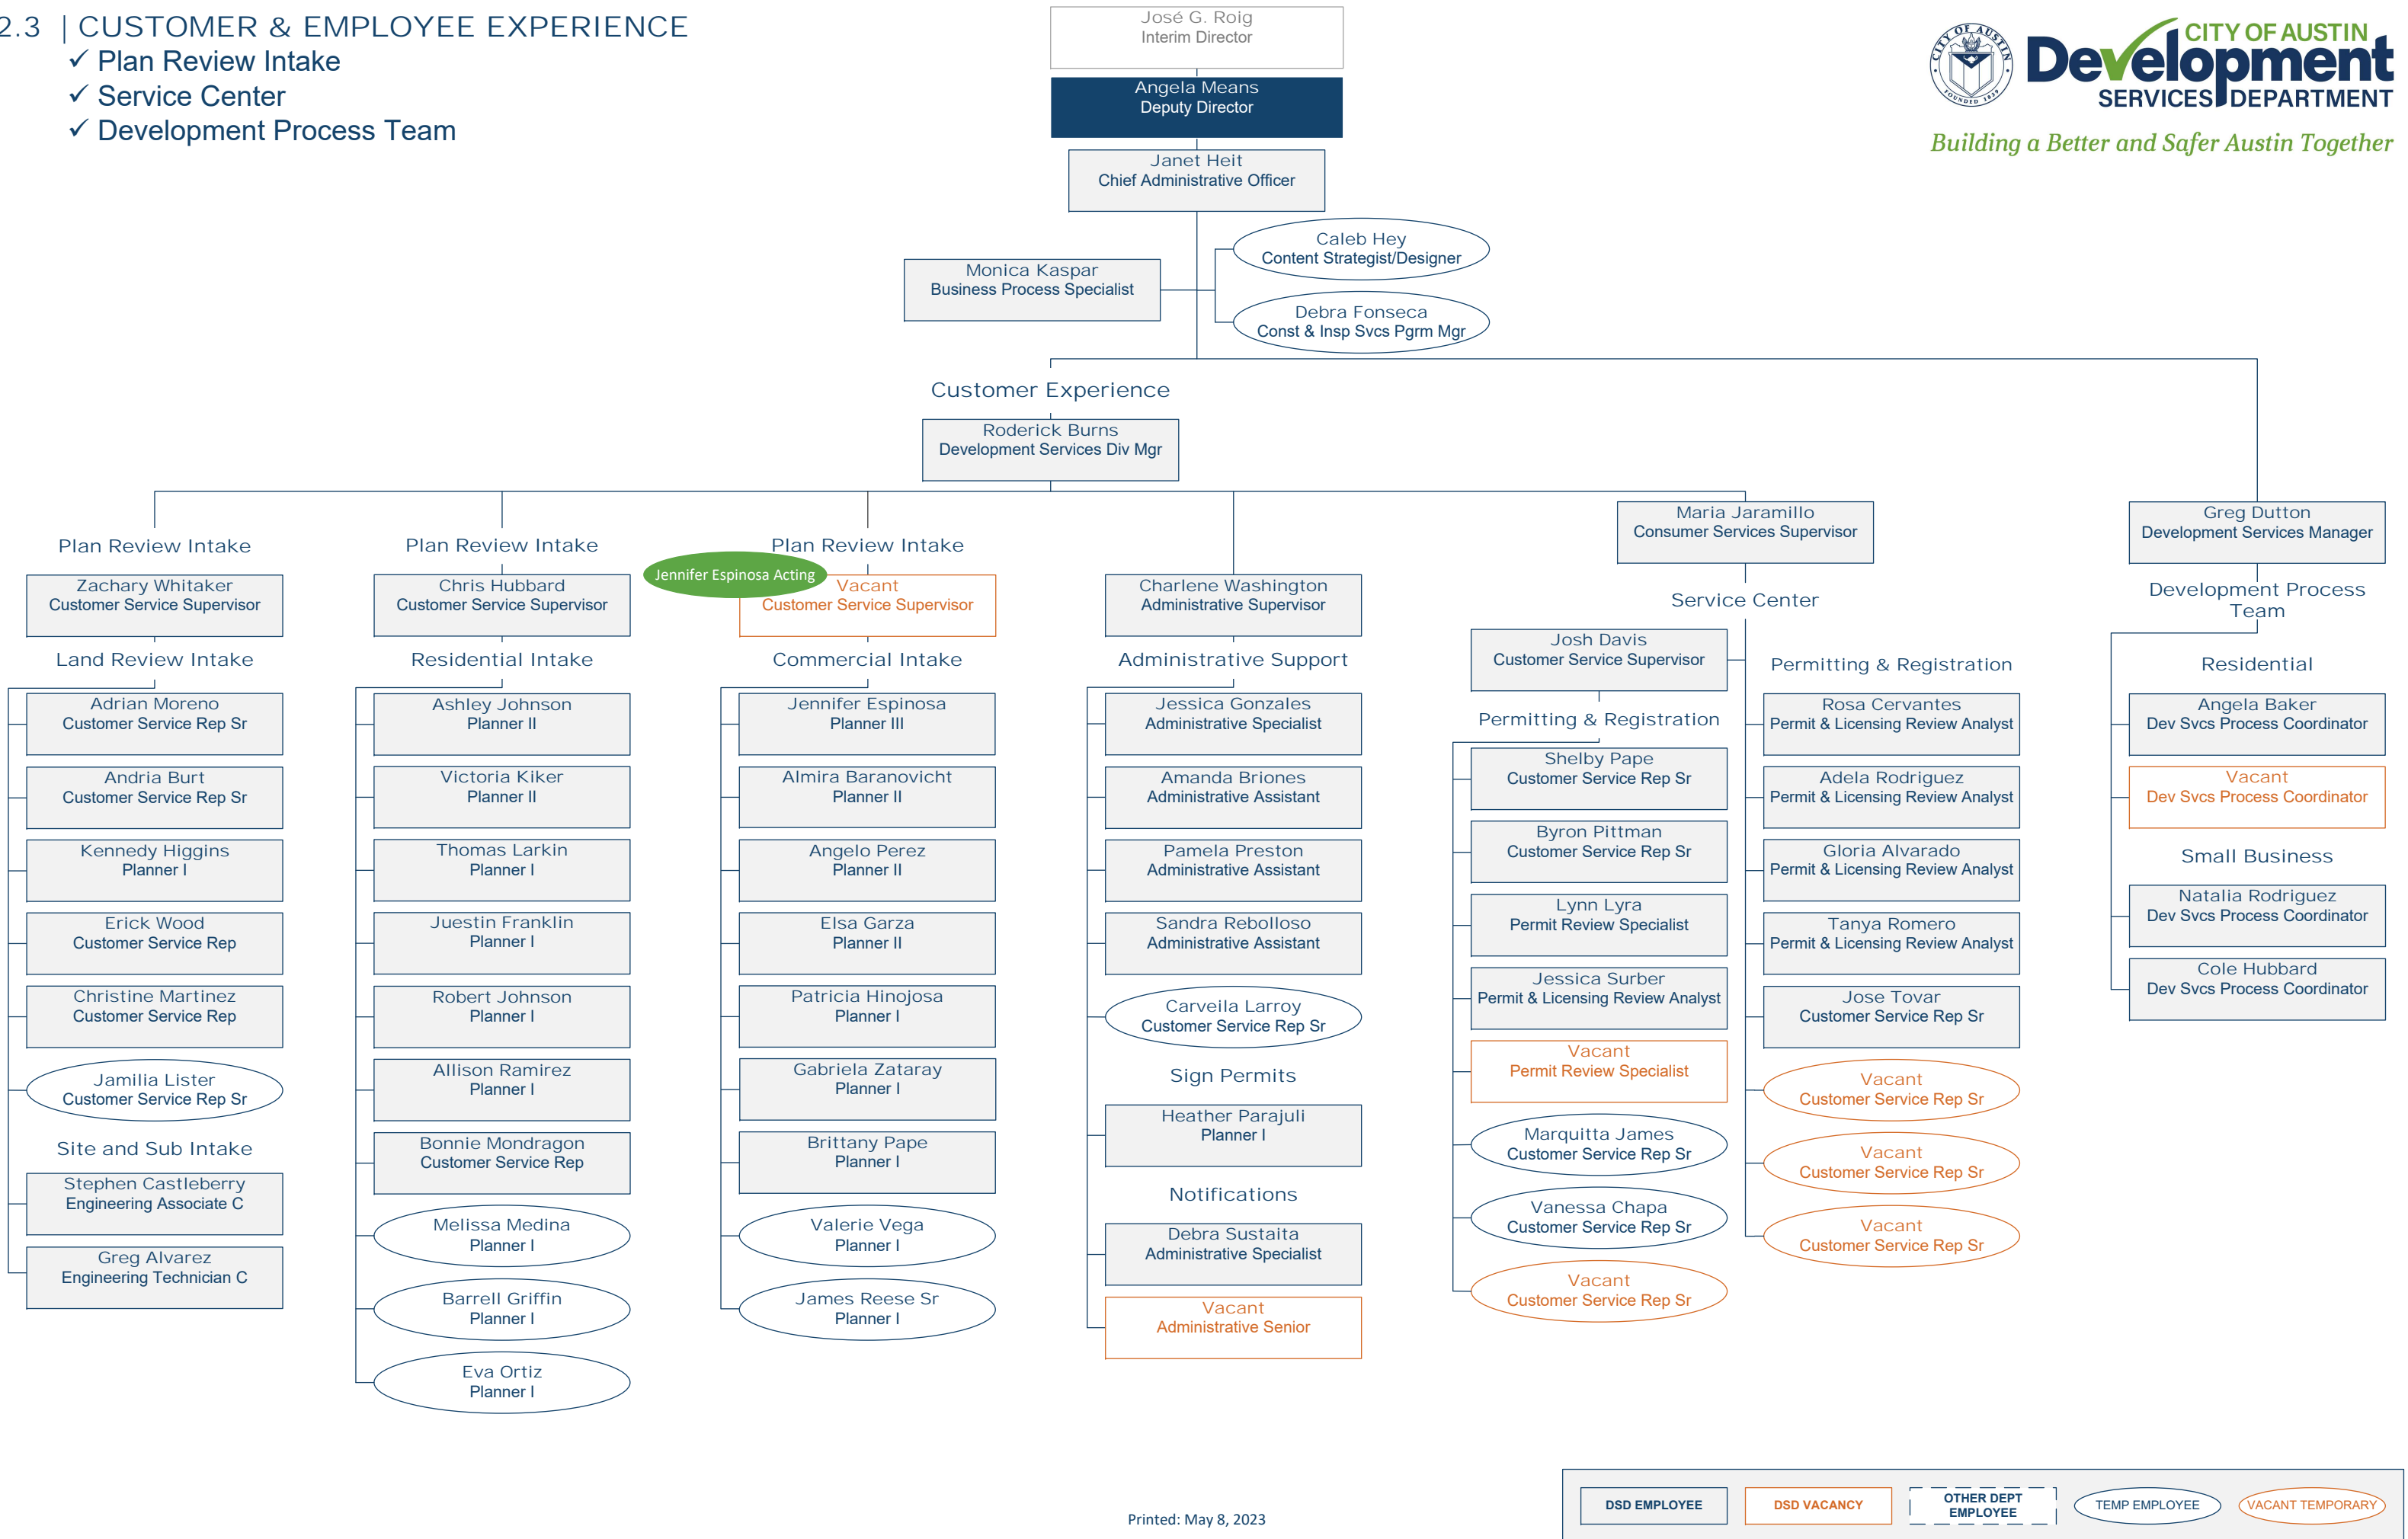 2.3 | CUSTOMER & EMPLOYEE EXPERIENCE
✓ Plan Review Intake
✓ Service Center
✓ Development Process Team
José G. Roig
Interim Director
Angela Means
Deputy Director
Janet Heit
Chief Administrative Officer
CITY OF AUSTIN
FOUNDED 1839
CITY OF AUSTIN
Development
SERVICES DEPARTMENT
Building a Better and Safer Austin Together
Caleb Hey
Content Strategist/Designer
Monica Kaspar
Business Process Specialist
Debra Fonseca
Const & Insp Svcs Pgrm Mgr
Customer Experience
Roderick Burns
Development Services Div Mgr
Plan Review Intake
Zachary Whitaker
Customer Service Supervisor
Land Review Intake
Adrian Moreno
Customer Service Rep Sr
Andria Burt
Customer Service Rep Sr
Kennedy Higgins
Planner I
Erick Wood
Customer Service Rep
Christine Martinez
Customer Service Rep
Jamilia Lister
Customer Service Rep Sr
Site and Sub Intake
Stephen Castleberry
Engineering Associate C
Greg Alvarez
Engineering Technician C
Plan Review Intake
Chris Hubbard
Customer Service Supervisor
Residential Intake
Ashley Johnson
Planner II
Victoria Kiker
Planner II
Thomas Larkin
Planner I
Juestin Franklin
Planner I
Robert Johnson
Planner I
Allison Ramirez
Planner I
Bonnie Mondragon
Customer Service Rep
Melissa Medina
Planner I
Barrell Griffin
Planner I
Eva Ortiz
Planner I
Plan Review Intake
Jennifer Espinosa Acting
Vacant
Customer Service Supervisor
Commercial Intake
Jennifer Espinosa
Planner III
Almira Baranovicht
Planner II
Angelo Perez
Planner II
Elsa Garza
Planner II
Patricia Hinojosa
Planner I
Gabriela Zataray
Planner I
Brittany Pape
Planner I
Valerie Vega
Planner I
James Reese Sr
Planner I
Charlene Washington
Administrative Supervisor
Administrative Support
Jessica Gonzales
Administrative Specialist
Amanda Briones
Administrative Assistant
Pamela Preston
Administrative Assistant
Sandra Rebolloso
Administrative Assistant
Carveila Larroy
Customer Service Rep Sr
Sign Permits
Heather Parajuli
Planner I
Notifications
Debra Sustaita
Administrative Specialist
Vacant
Administrative Senior
Maria Jaramillo
Consumer Services Supervisor
Service Center
Josh Davis
Customer Service Supervisor
Permitting & Registration
Shelby Pape
Customer Service Rep Sr
Byron Pittman
Customer Service Rep Sr
Lynn Lyra
Permit Review Specialist
Jessica Surber
Permit & Licensing Review Analyst
Vacant
Permit Review Specialist
Marquitta James
Customer Service Rep Sr
Vanessa Chapa
Customer Service Rep Sr
Vacant
Customer Service Rep Sr
Permitting & Registration
Rosa Cervantes
Permit & Licensing Review Analyst
Adela Rodriguez
Permit & Licensing Review Analyst
Gloria Alvarado
Permit & Licensing Review Analyst
Tanya Romero
Permit & Licensing Review Analyst
Jose Tovar
Customer Service Rep Sr
Vacant
Customer Service Rep Sr
Vacant
Customer Service Rep Sr
Vacant
Customer Service Rep Sr
Greg Dutton
Development Services Manager
Development Process
Team
Residential
Angela Baker
Dev Svcs Process Coordinator
Vacant
Dev Svcs Process Coordinator
Small Business
Natalia Rodriguez
Dev Svcs Process Coordinator
Cole Hubbard
Dev Svcs Process Coordinator
Printed: May 8, 2023
DSD EMPLOYEE
DSD VACANCY
OTHER DEPT
EMPLOYEE
TEMP EMPLOYEE
VACANT TEMPORARY